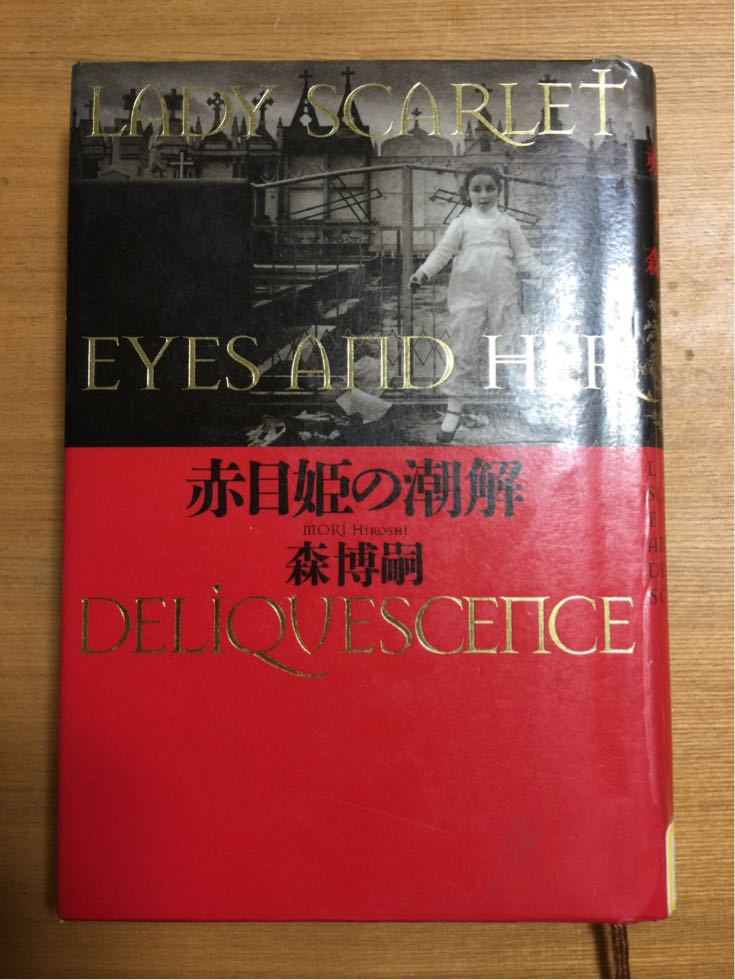 LADY SCARLET
EYES AND HER
赤目姫の潮解
MORI HIROSHI
森博嗣
DELIQUESCENCE